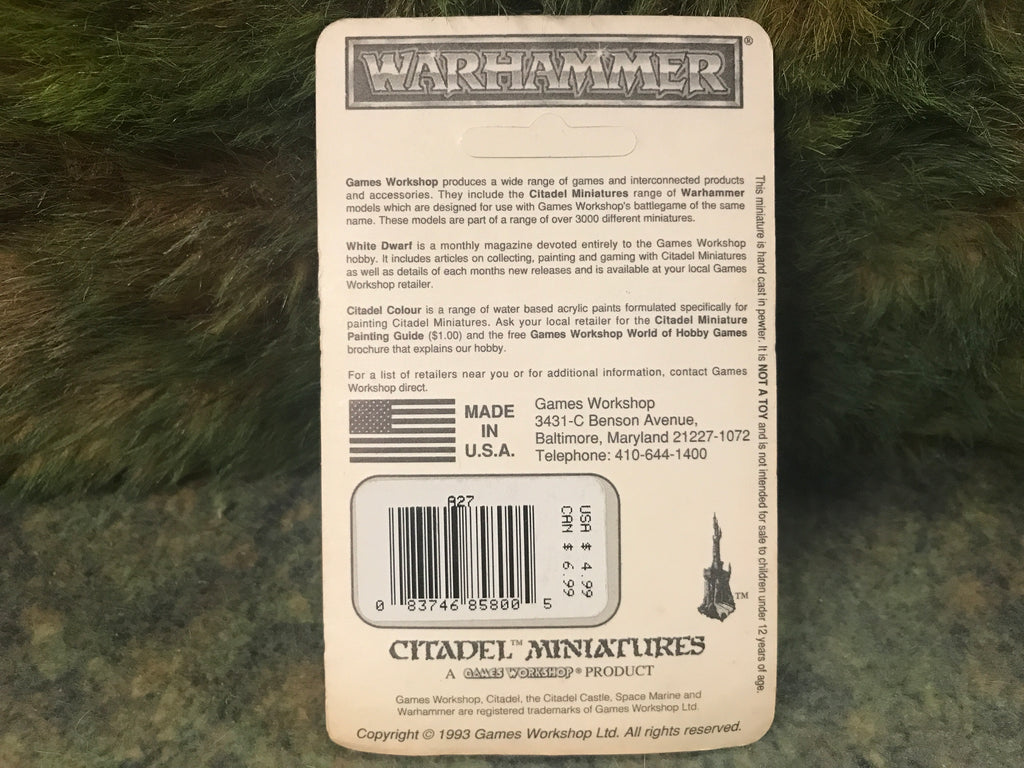 WARHAMMER®
Games Workshop produces a wide range of games and interconnected products
and accessories. They include the Citadel Miniatures range of Warhammer
models which are designed for use with Games Workshop's battlegame of the same
name. These models are part of a range of over 3000 different miniatures.
White Dwarf is a monthly magazine devoted entirely to the Games Workshop
hobby. It includes articles on collecting, painting and gaming with Citadel Miniatures
as well as details of each months new releases and is available at your local Games
Workshop retailer.
Citadel Colour is a range of water based acrylic paints formulated specifically for
painting Citadel Miniatures. Ask your local retailer for the Citadel Miniature
Painting Guide ($1.00) and the free Games Workshop World of Hobby Games
brochure that explains our hobby.
For a list of retailers near you or for additional information, contact Games
Workshop direct.
MADE
IN
U.S.A.
Games Workshop
3431-C Benson Avenue,
Baltimore, Maryland 21227-1072
Telephone: 410-644-1400
This miniature is hand cast in pewter. It is NOT A TOY and is not intended for sale to children under 12 years of age.
A27
0 83746 85800 5
USA $ 4.99
CAN $ 6.99
TM
CITADEL™ MINIATURES
A GAMES WORKSHOP® PRODUCT
Games Workshop, Citadel, the Citadel Castle, Space Marine and
Warhammer are registered trademarks of Games Workshop Ltd.
Copyright © 1993 Games Workshop Ltd. All rights reserved.